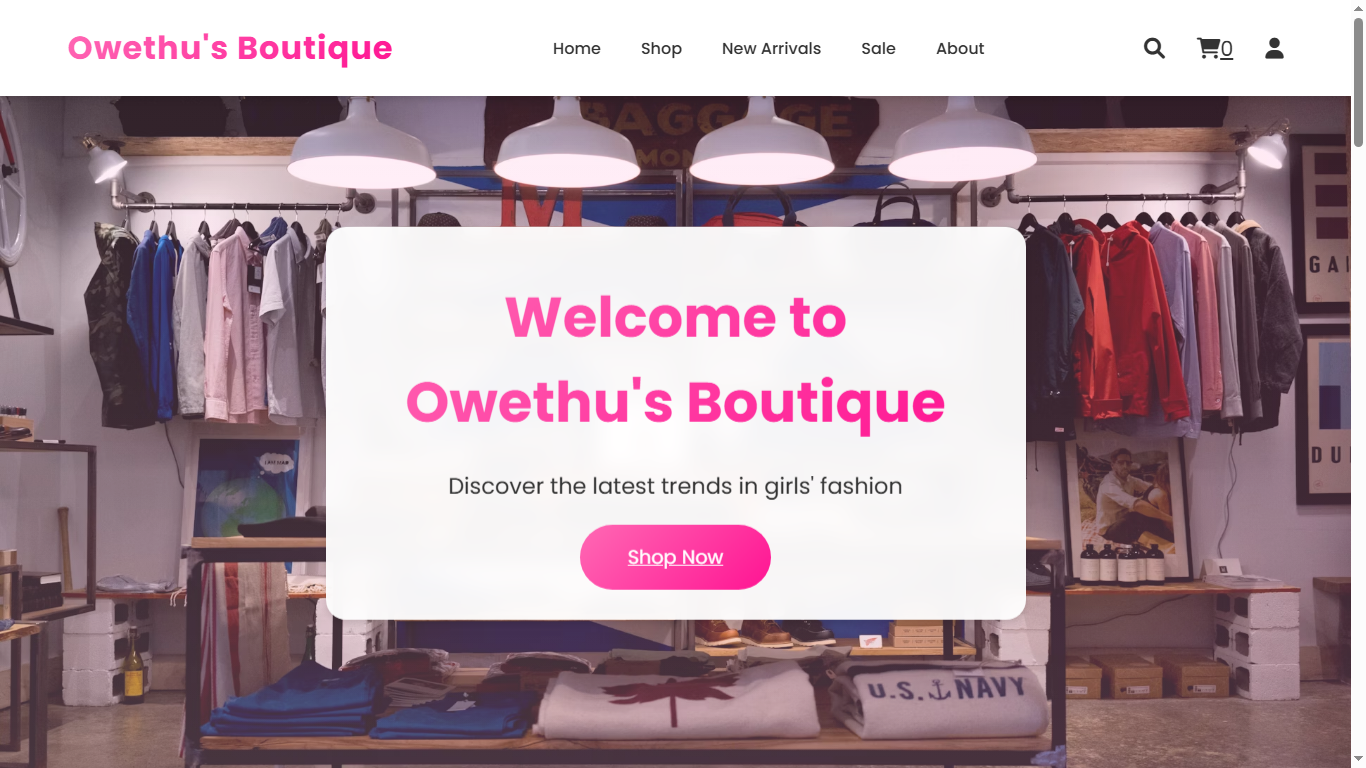 Owethu's Boutique
Home
Shop
New Arrivals
Sale
About
0
BAGGAGE
M
Welcome to
Owethu's Boutique
Discover the latest trends in girls' fashion
Shop Now
U.S. NAVY